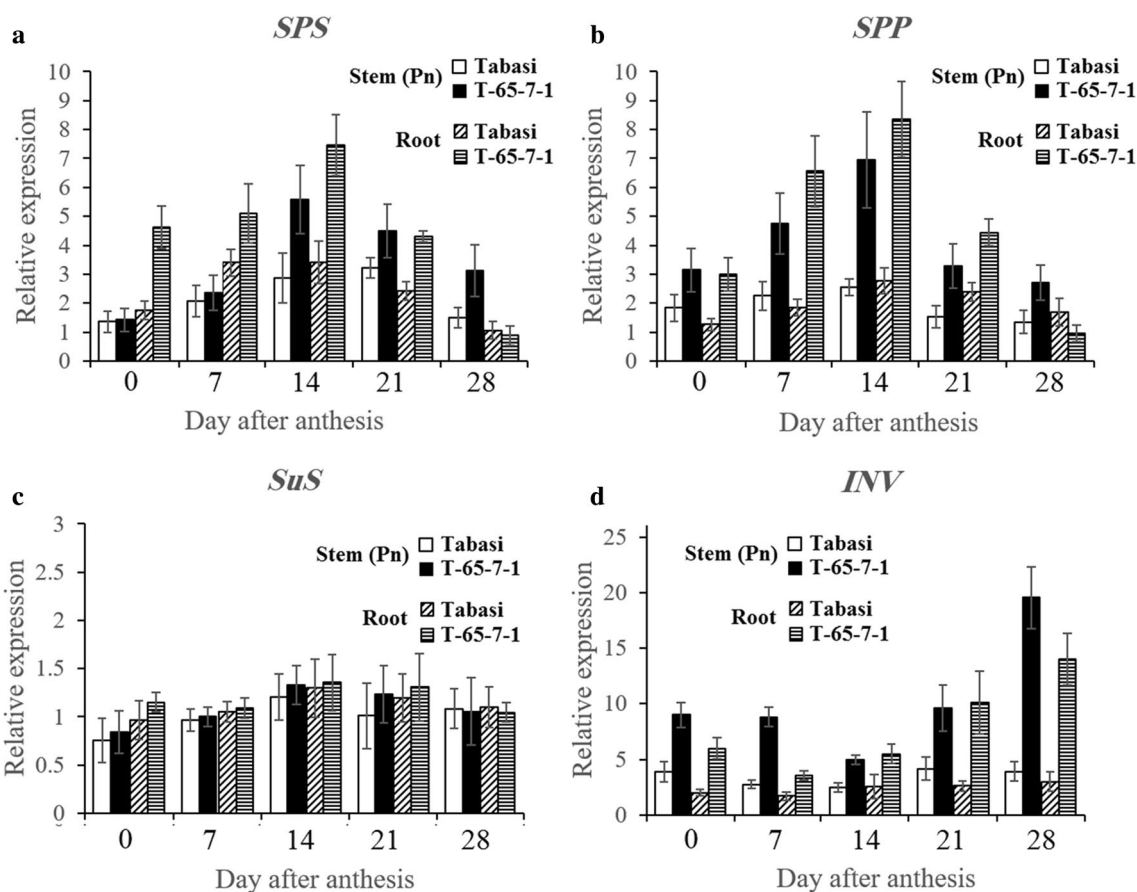 a
SPS
Relative expression
10
9
8
7
6
5
4
3
2
1
0
Stem (Pn)
Tabasi
T-65-7-1
Root
Tabasi
T-65-7-1
0 7 14 21 28
Day after anthesis
b
SPP
Relative expression
10
9
8
7
6
5
4
3
2
1
0
Stem (Pn)
Tabasi
T-65-7-1
Root
Tabasi
T-65-7-1
0 7 14 21 28
Day after anthesis
c
SuS
Relative expression
3
2.5
2
1.5
1
0.5
0
Stem (Pn)
Tabasi
T-65-7-1
Root
Tabasi
T-65-7-1
0 7 14 21 28
Day after anthesis
d
INV
Relative expression
25
20
15
10
5
0
Stem (Pn)
Tabasi
T-65-7-1
Root
Tabasi
T-65-7-1
0 7 14 21 28
Day after anthesis